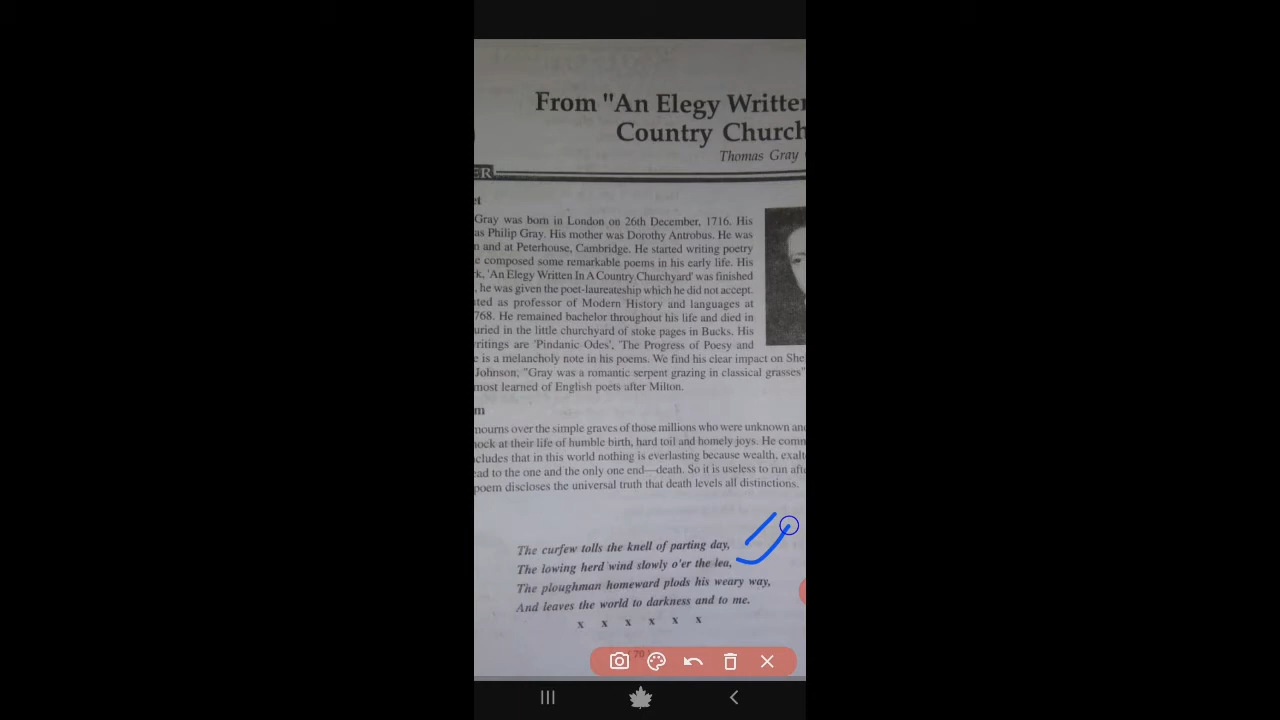 From "An Elegy Written
Country Church
Thomas Gray
ER
et
Gray was born in London on 26th December, 1716. His
as Philip Gray. His mother was Dorothy Antrobus. He was
n and at Peterhouse, Cambridge. He started writing poetry
e composed some remarkable poems in his early life. His
k, 'An Elegy Written In A Country Churchyard' was finished
, he was given the poet-laureateship which he did not accept.
ted as professor of Modern History and languages at
768. He remained bachelor throughout his life and died in
uried in the little churchyard of stoke pages in Bucks. His
ritings are 'Pindanic Odes', 'The Progress of Poesy and
e is a melancholy note in his poems. We find his clear impact on She
Johnson, "Gray was a romantic serpent grazing in classical grasses"
most learned of English poets after Milton.
m
mourns over the simple graves of those millions who were unknown and
ock at their life of humble birth, hard toil and homely joys. He comm
cludes that in this world nothing is everlasting because wealth, exalt
ead to the one and the only one end—death. So it is useless to run afte
poem discloses the universal truth that death levels all distinctions.
The curfew tolls the knell of parting day,
The lowing herd wind slowly o'er the lea,
The ploughman homeward plods his weary way,
And leaves the world to darkness and to me.
x x x x x x
70